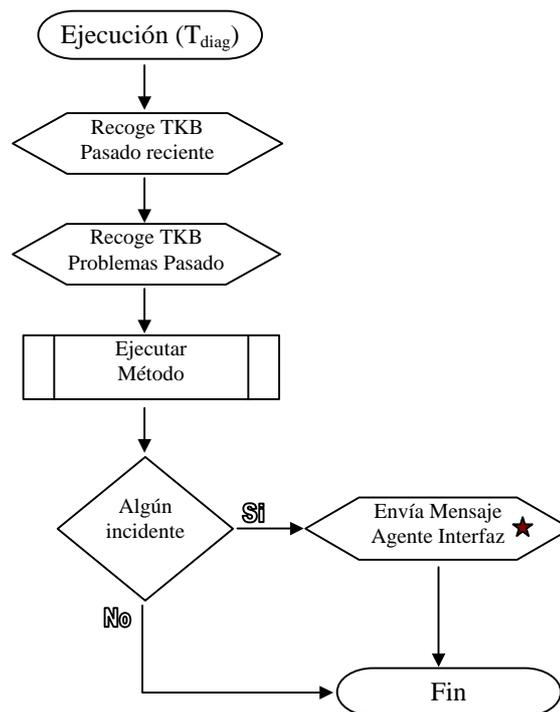 Ejecución (Tdiag)
Recoge TKB
Pasado reciente
Recoge TKB
Problemas Pasado
Ejecutar
Método
Algún
incidente
Si
Envía Mensaje
Agente Interfaz
No
Fin